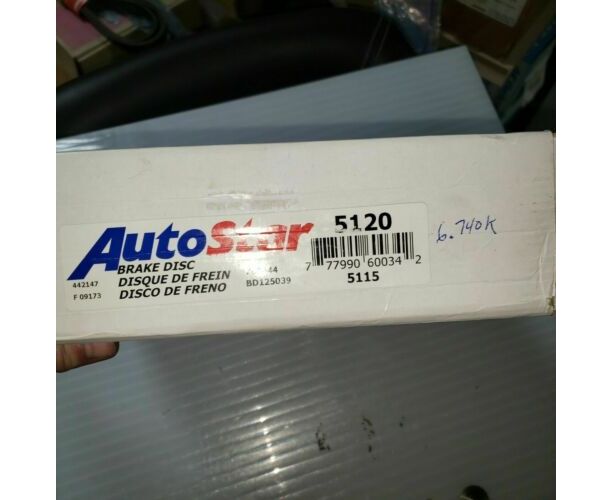 AutoStar
5120
BRAKE DISC
DISQUE DE FREIN
DISCO DE FRENO
442147
F 09173
BD125039
7 77990 60034 2
5115
6.740K